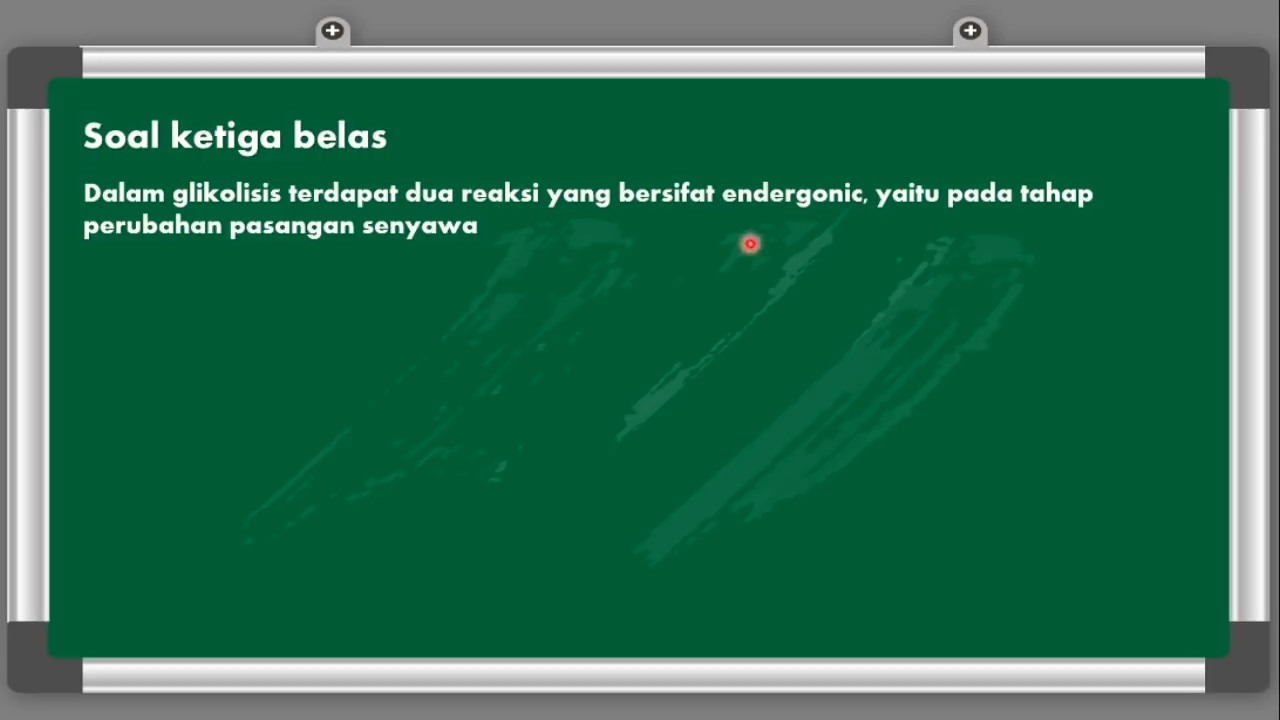 Soal ketiga belas
Dalam glikolisis terdapat dua reaksi yang bersifat endergonic, yaitu pada tahap
perubahan pasangan senyawa